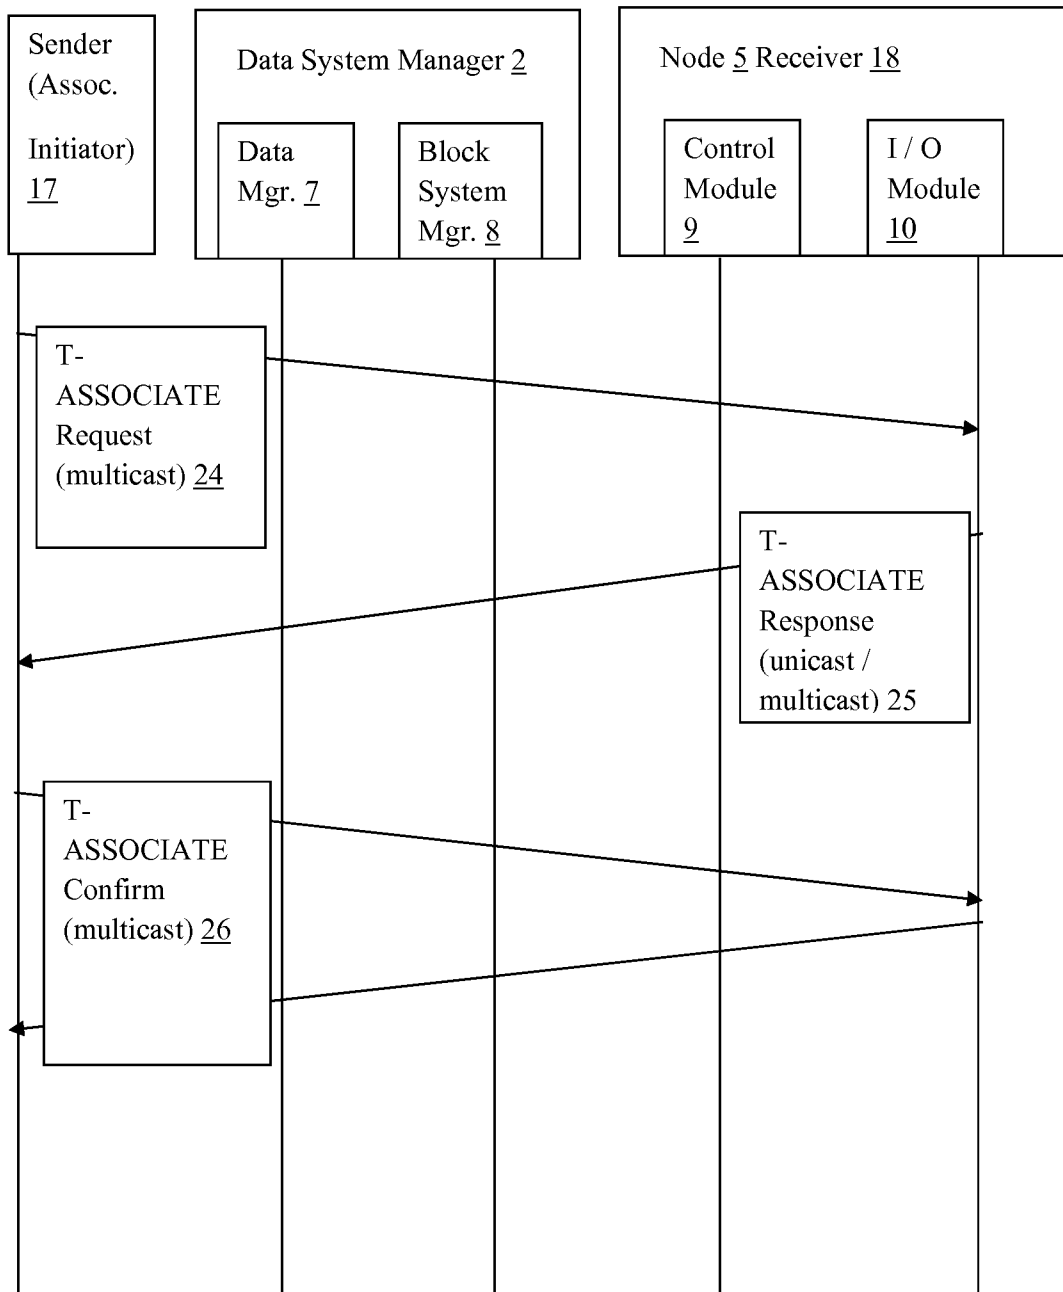 Sender
(Assoc.
Initiator)
17
Data System Manager 2
Data
Mgr. 7
Block
System
Mgr. 8
Node 5 Receiver 18
Control
Module
9
I / O
Module
10
T-
ASSOCIATE
Request
(multicast) 24
T-
ASSOCIATE
Response
(unicast /
multicast) 25
T-
ASSOCIATE
Confirm
(multicast) 26